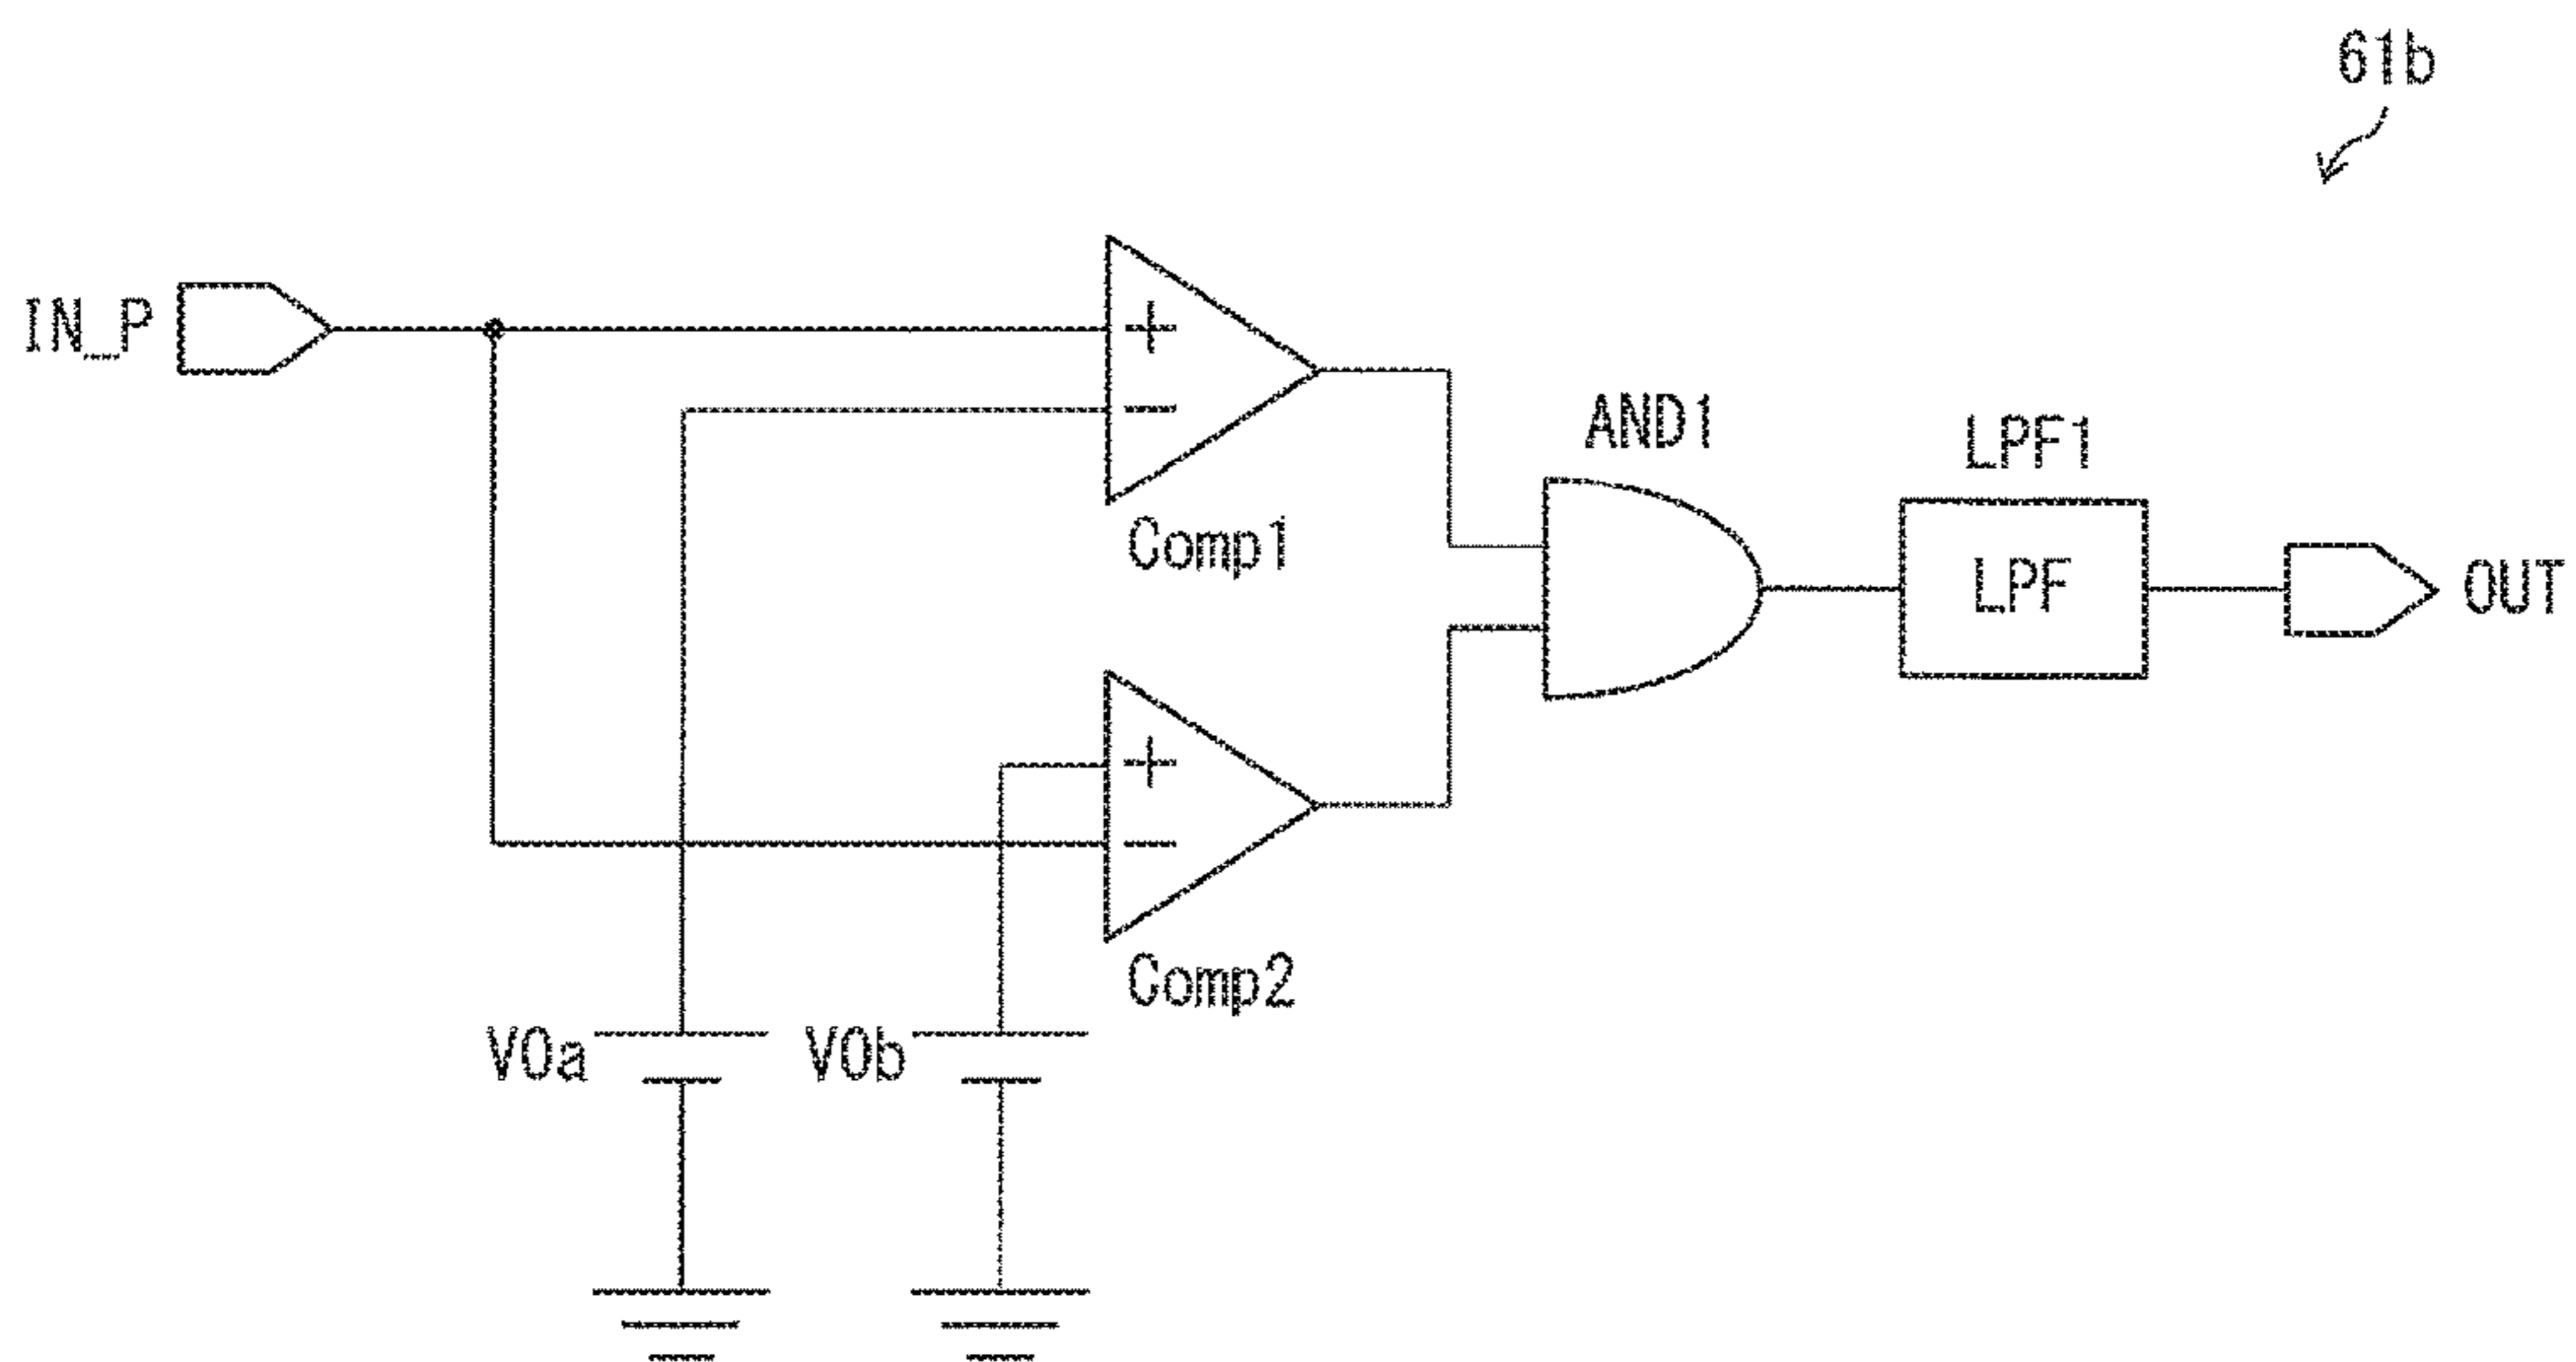 61b
IN_P
+
−
Comp1
AND1
LPF1
LPF
OUT
+
−
Comp2
V0a
V0b